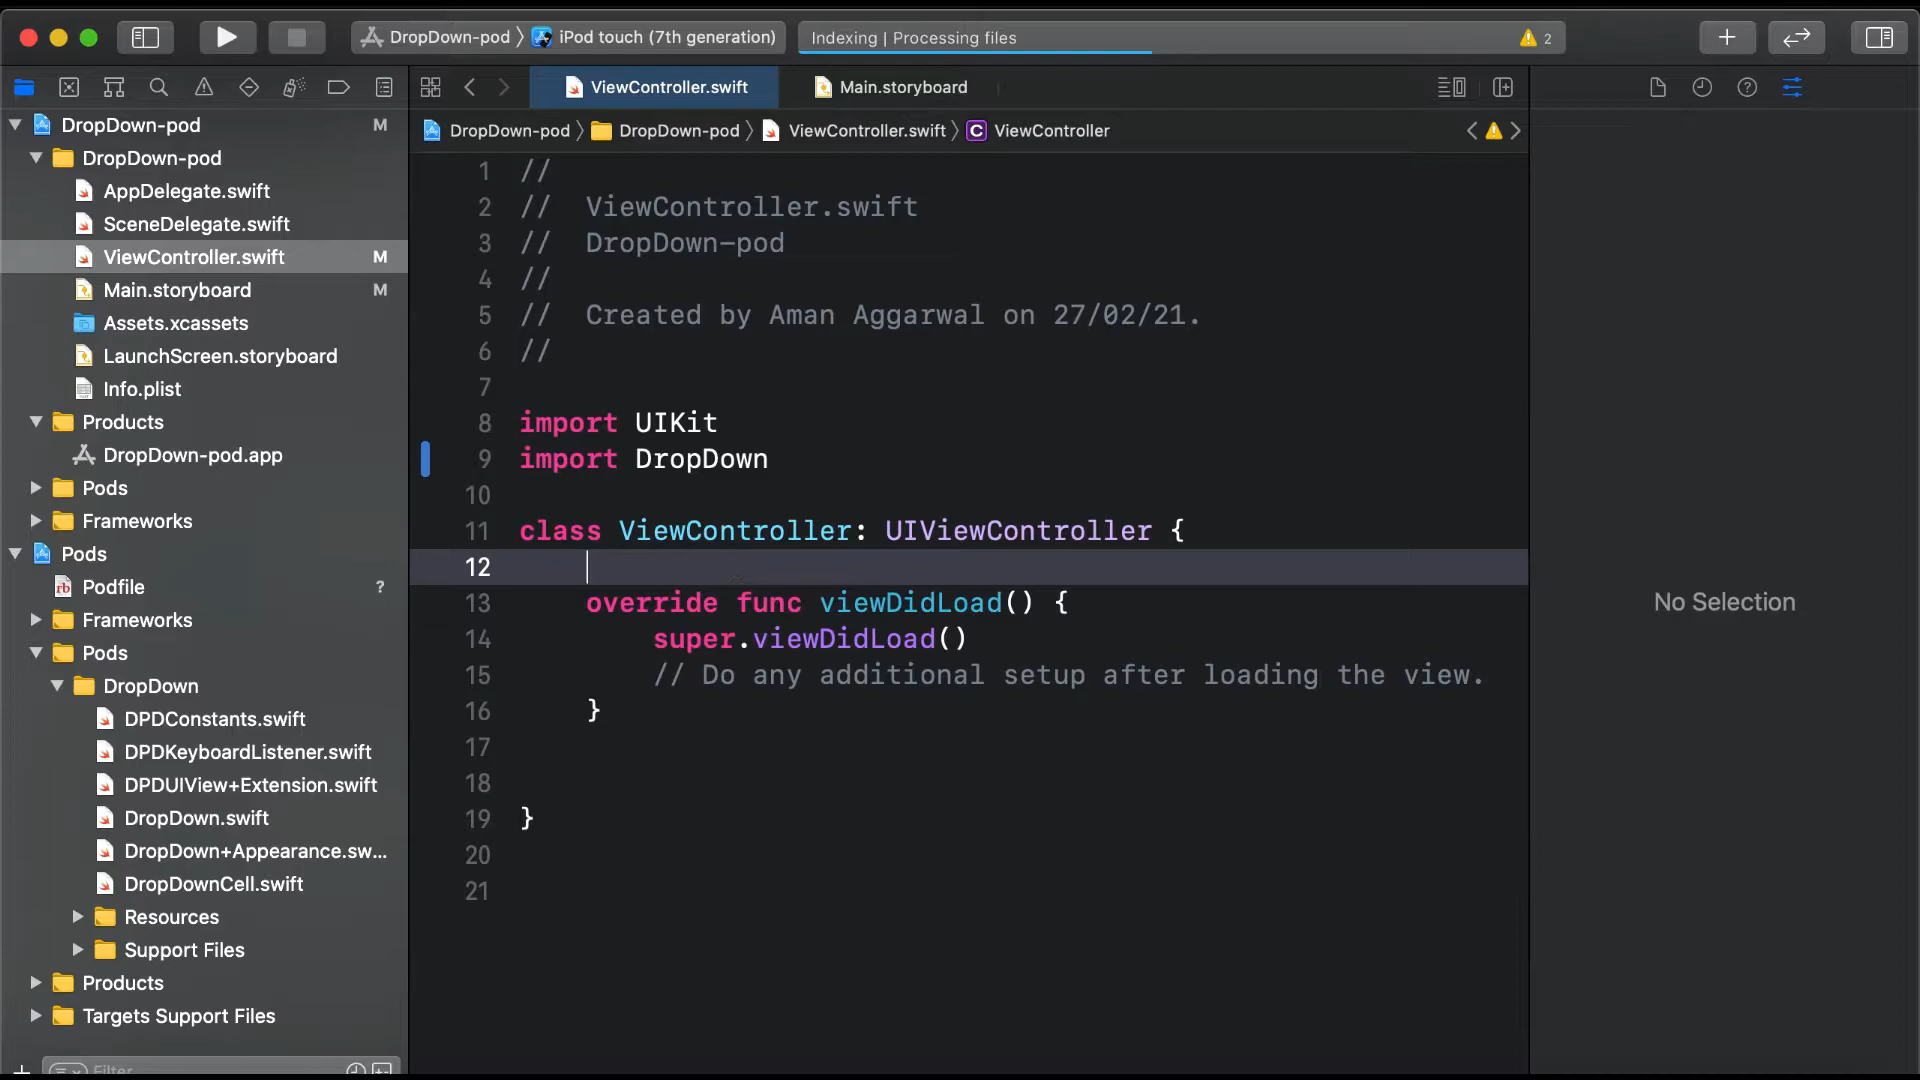 DropDown-pod 〉 iPod touch (7th generation)
Indexing | Processing files
2
ViewController.swift
Main.storyboard
DropDown-pod M
DropDown-pod
AppDelegate.swift
SceneDelegate.swift
ViewController.swift M
Main.storyboard M
Assets.xcassets
LaunchScreen.storyboard
Info.plist
Products
DropDown-pod.app
Pods
Frameworks
Pods
rb Podfile ?
Frameworks
Pods
DropDown
DPDConstants.swift
DPDKeyboardListener.swift
DPDUIView+Extension.swift
DropDown.swift
DropDown+Appearance.sw...
DropDownCell.swift
Resources
Support Files
Products
Targets Support Files
Filter
DropDown-pod 〉 DropDown-pod 〉 ViewController.swift 〉 C ViewController
1 //
2 //  ViewController.swift
3 //  DropDown-pod
4 //
5 //  Created by Aman Aggarwal on 27/02/21.
6 //
7
8 import UIKit
9 import DropDown
10
11 class ViewController: UIViewController {
12
13 override func viewDidLoad() {
14 super.viewDidLoad()
15 // Do any additional setup after loading the view.
16 }
17
18
19 }
20
21
No Selection